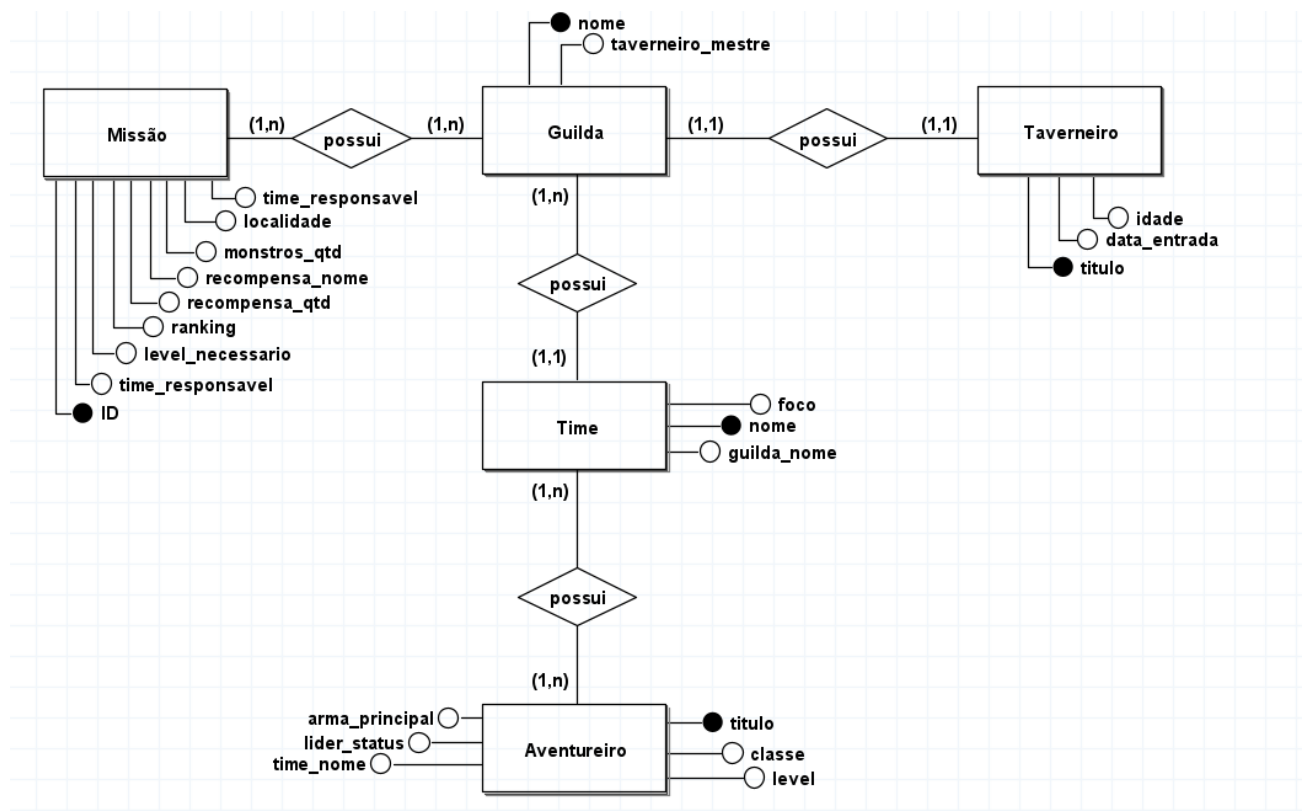 nome
taverneiro_mestre
Missão
(1,n)
possui
(1,n)
Guilda
(1,1)
possui
(1,1)
Taverneiro
time_responsavel
localidade
monstros_qtd
recompensa_nome
recompensa_qtd
ranking
level_necessario
time_responsavel
ID
idade
data_entrada
titulo
(1,n)
possui
(1,1)
Time
foco
nome
guilda_nome
(1,n)
possui
(1,n)
arma_principal
lider_status
time_nome
Aventureiro
titulo
classe
level